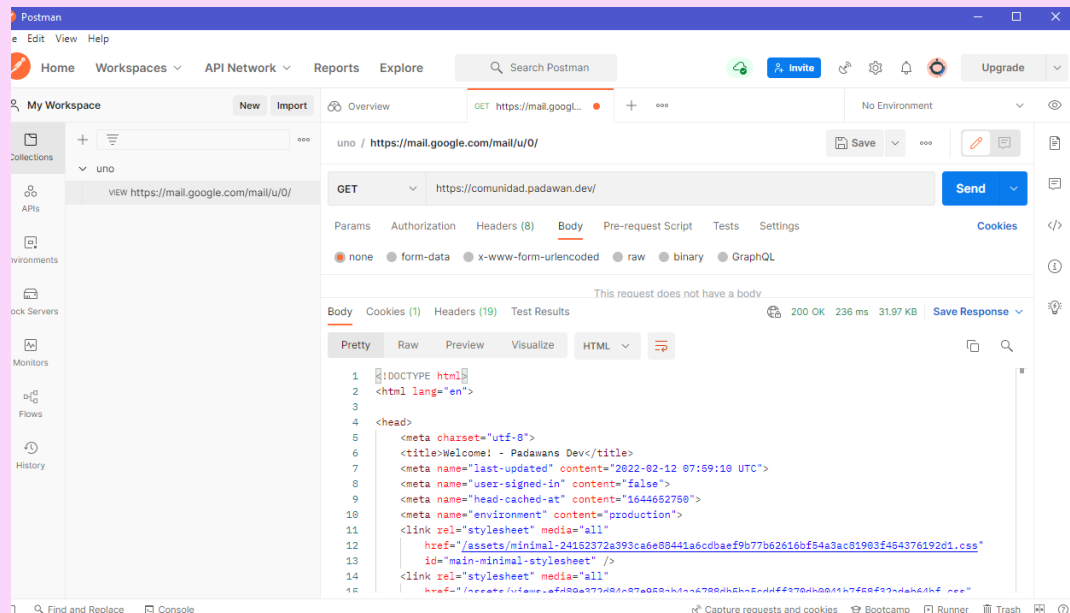 Postman
e Edit View Help
Home Workspaces API Network Reports Explore Search Postman Invite Upgrade
My Workspace New Import Overview GET https://mail.googl... No Environment
Collections
uno
VIEW https://mail.google.com/mail/u/0/
APIs
nvironments
ock Servers
Monitors
Flows
History
uno / https://mail.google.com/mail/u/0/ Save
GET https://comunidad.padawan.dev/ Send
Params Authorization Headers (8) Body Pre-request Script Tests Settings Cookies
none form-data x-www-form-urlencoded raw binary GraphQL
This request does not have a body
Body Cookies (1) Headers (19) Test Results 200 OK 236 ms 31.97 KB Save Response
Pretty Raw Preview Visualize HTML
1 <!DOCTYPE html>
2 <html lang="en">
3
4 <head>
5 <meta charset="utf-8">
6 <title>Welcome! - Padawans Dev</title>
7 <meta name="last-updated" content="2022-02-12 07:59:10 UTC">
8 <meta name="user-signed-in" content="false">
9 <meta name="head-cached-at" content="1644652750">
10 <meta name="environment" content="production">
11 <link rel="stylesheet" media="all"
12 href="/assets/minimal-24152372a393ca6e88441a6cdbaef9b77b62616bf54a3ac81903f454376192d1.css"
13 id="main-minimal-stylesheet" />
14 <link rel="stylesheet" media="all"
15
Find and Replace Console Capture requests and cookies Bootcamp Runner Trash